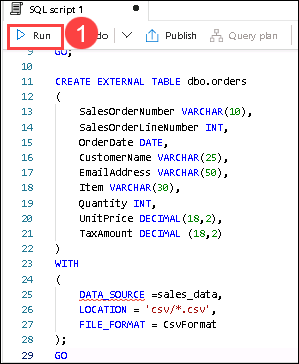 SQL script 1
Run 1 do Publish Query plan
9 GO;
10
11 CREATE EXTERNAL TABLE dbo.orders
12 (
13 SalesOrderNumber VARCHAR(10),
14 SalesOrderLineNumber INT,
15 OrderDate DATE,
16 CustomerName VARCHAR(25),
17 EmailAddress VARCHAR(50),
18 Item VARCHAR(30),
19 Quantity INT,
20 UnitPrice DECIMAL(18,2),
21 TaxAmount DECIMAL (18,2)
22 )
23 WITH
24 (
25 DATA_SOURCE =sales_data,
26 LOCATION = 'csv/*.csv',
27 FILE_FORMAT = CsvFormat
28 );
29 GO